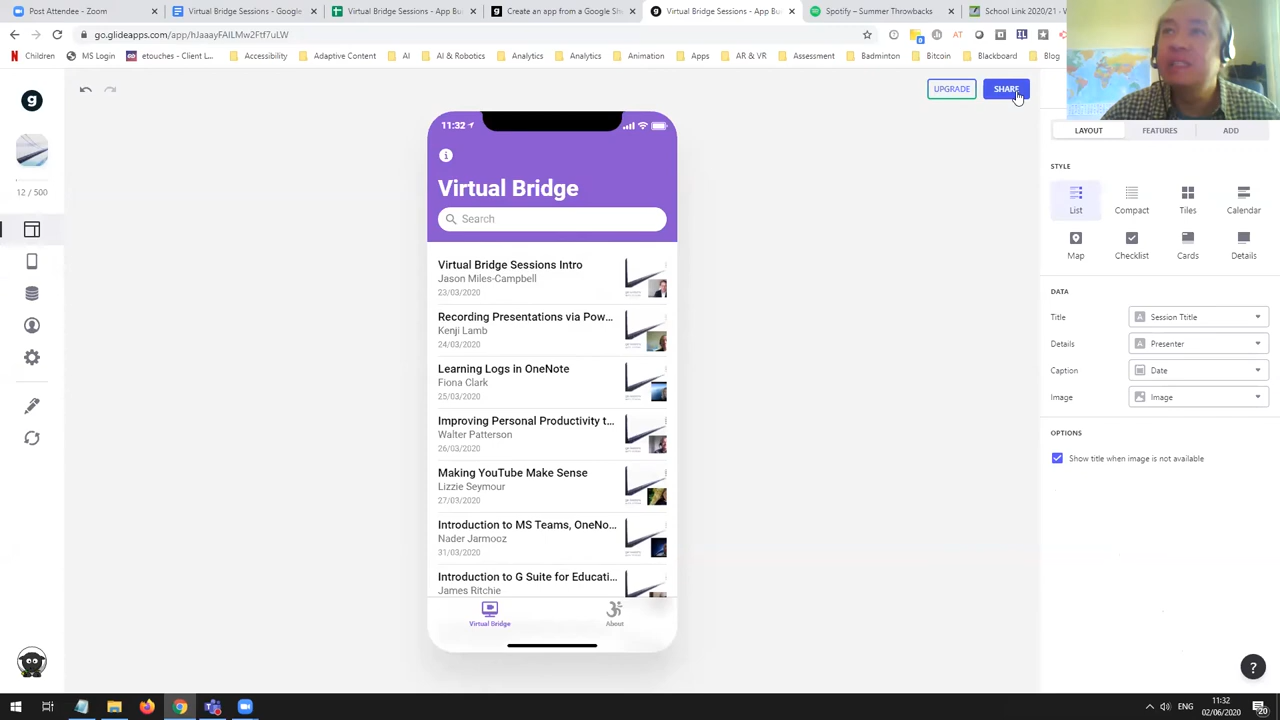 Post Attendee - Zoom
Virtual Bridge Sessions - Google
Virtual Bridge Sessions - App Bui
Create an app from a Google She
Virtual Bridge Sessions - App Bui
Spotify – Summer Throwbacks
School Link 2020/21 -
go.glideapps.com/app/hJaaayFAILMw2Ftf7uLW
Children
MS Login
etouches - Client L...
Accessibility
Adaptive Content
AI
AI & Robotics
Analytics
Analytics
Animation
Apps
AR & VR
Assessment
Badminton
Bitcoin
Blackboard
Blog
UPGRADE
SHARE
LAYOUT
FEATURES
ADD
12 / 500
11:32
Virtual Bridge
Search
Virtual Bridge Sessions Intro
Jason Miles-Campbell
23/03/2020
Recording Presentations via Pow...
Kenji Lamb
24/03/2020
Learning Logs in OneNote
Fiona Clark
25/03/2020
Improving Personal Productivity t...
Walter Patterson
26/03/2020
Making YouTube Make Sense
Lizzie Seymour
27/03/2020
Introduction to MS Teams, OneNo...
Nader Jarmooz
31/03/2020
Introduction to G Suite for Educati...
James Ritchie
Virtual Bridge
About
STYLE
List
Compact
Tiles
Calendar
Map
Checklist
Cards
Details
DATA
Title
Session Ttitle
Details
Presenter
Caption
Date
Image
Image
OPTIONS
Show title when image is not available
?
ENG
11:32
02/06/2020
20